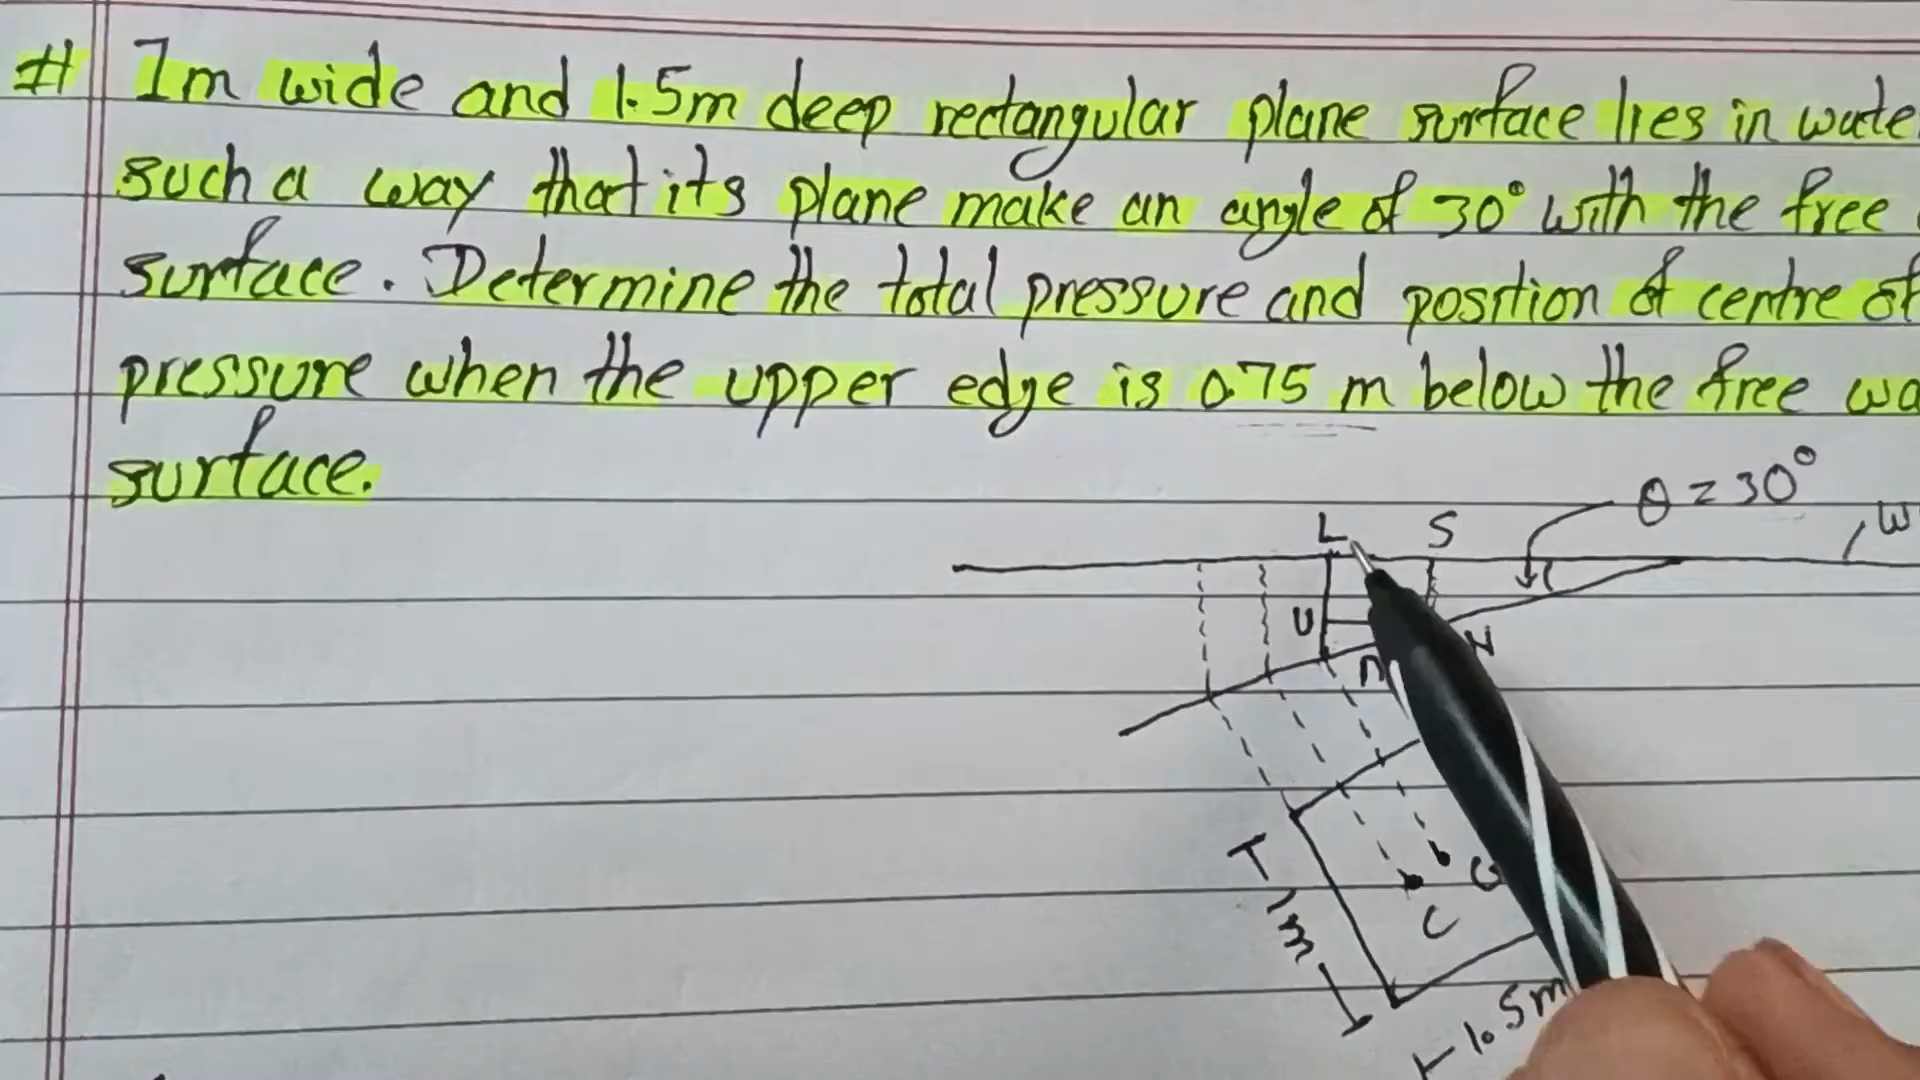 # 1m wide and 1.5m deep rectangular plane surface lies in wate
such a way that its plane make an angle of 30° with the free
surface. Determine the total pressure and position of centre of
pressure when the upper edge is 0.75 m below the free wa
surface.
θ = 30°
L S W
U
M N
G
C
1m
1.5m